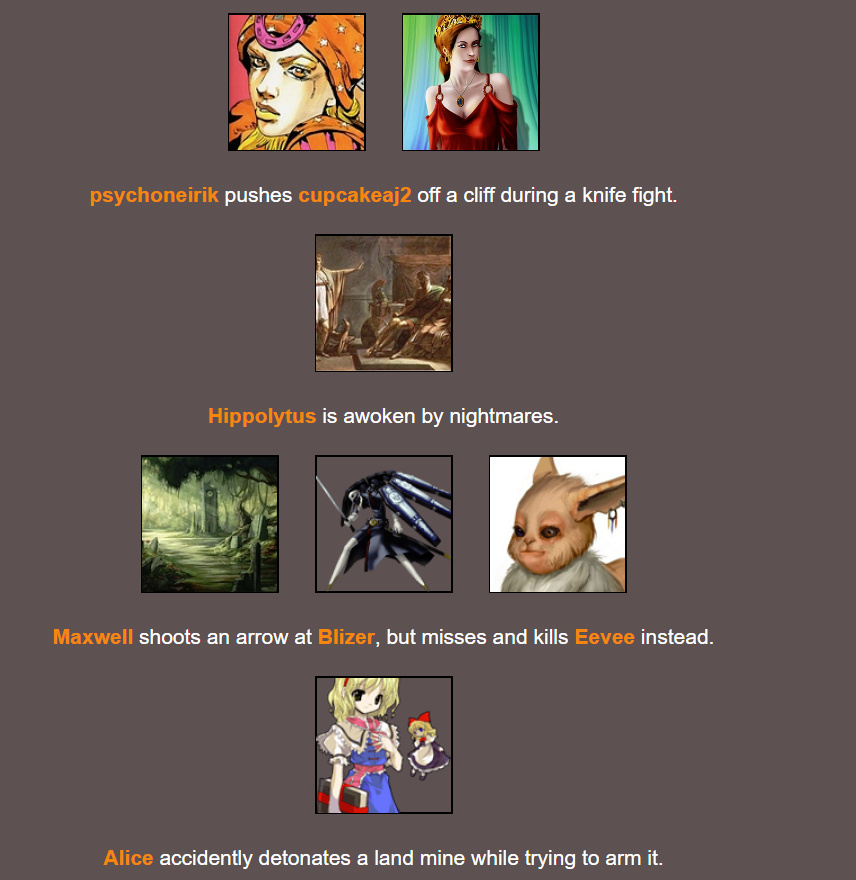 psychoneirik pushes cupcakeaj2 off a cliff during a knife fight.
Hippolytus is awoken by nightmares.
Maxwell shoots an arrow at Blizer, but misses and kills Eevee instead.
Alice accidently detonates a land mine while trying to arm it.